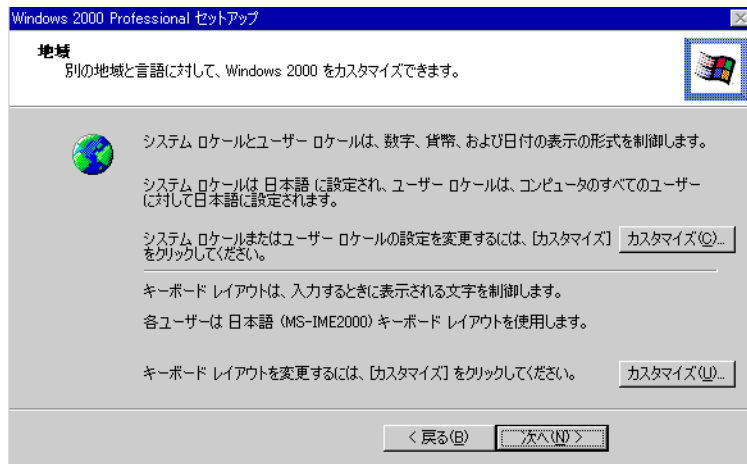 Windows 2000 Professional セットアップ
地域
別の地域と言語に対して、Windows 2000 をカスタマイズできます。
システム ロケールとユーザー ロケールは、数字、貨幣、および日付の表示の形式を制御します。
システム ロケールは 日本語 に設定され、ユーザー ロケールは、コンピュータのすべてのユーザー
に対して日本語に設定されます。
システム ロケールまたはユーザー ロケールの設定を変更するには、[カスタマイズ] カスタマイズ(C)...
をクリックしてください。
キーボード レイアウトは、入力するときに表示される文字を制御します。
各ユーザーは 日本語 (MS-IME2000) キーボード レイアウトを使用します。
キーボード レイアウトを変更するには、[カスタマイズ] をクリックしてください。 カスタマイズ(U)...
< 戻る(B) 次へ(N) >